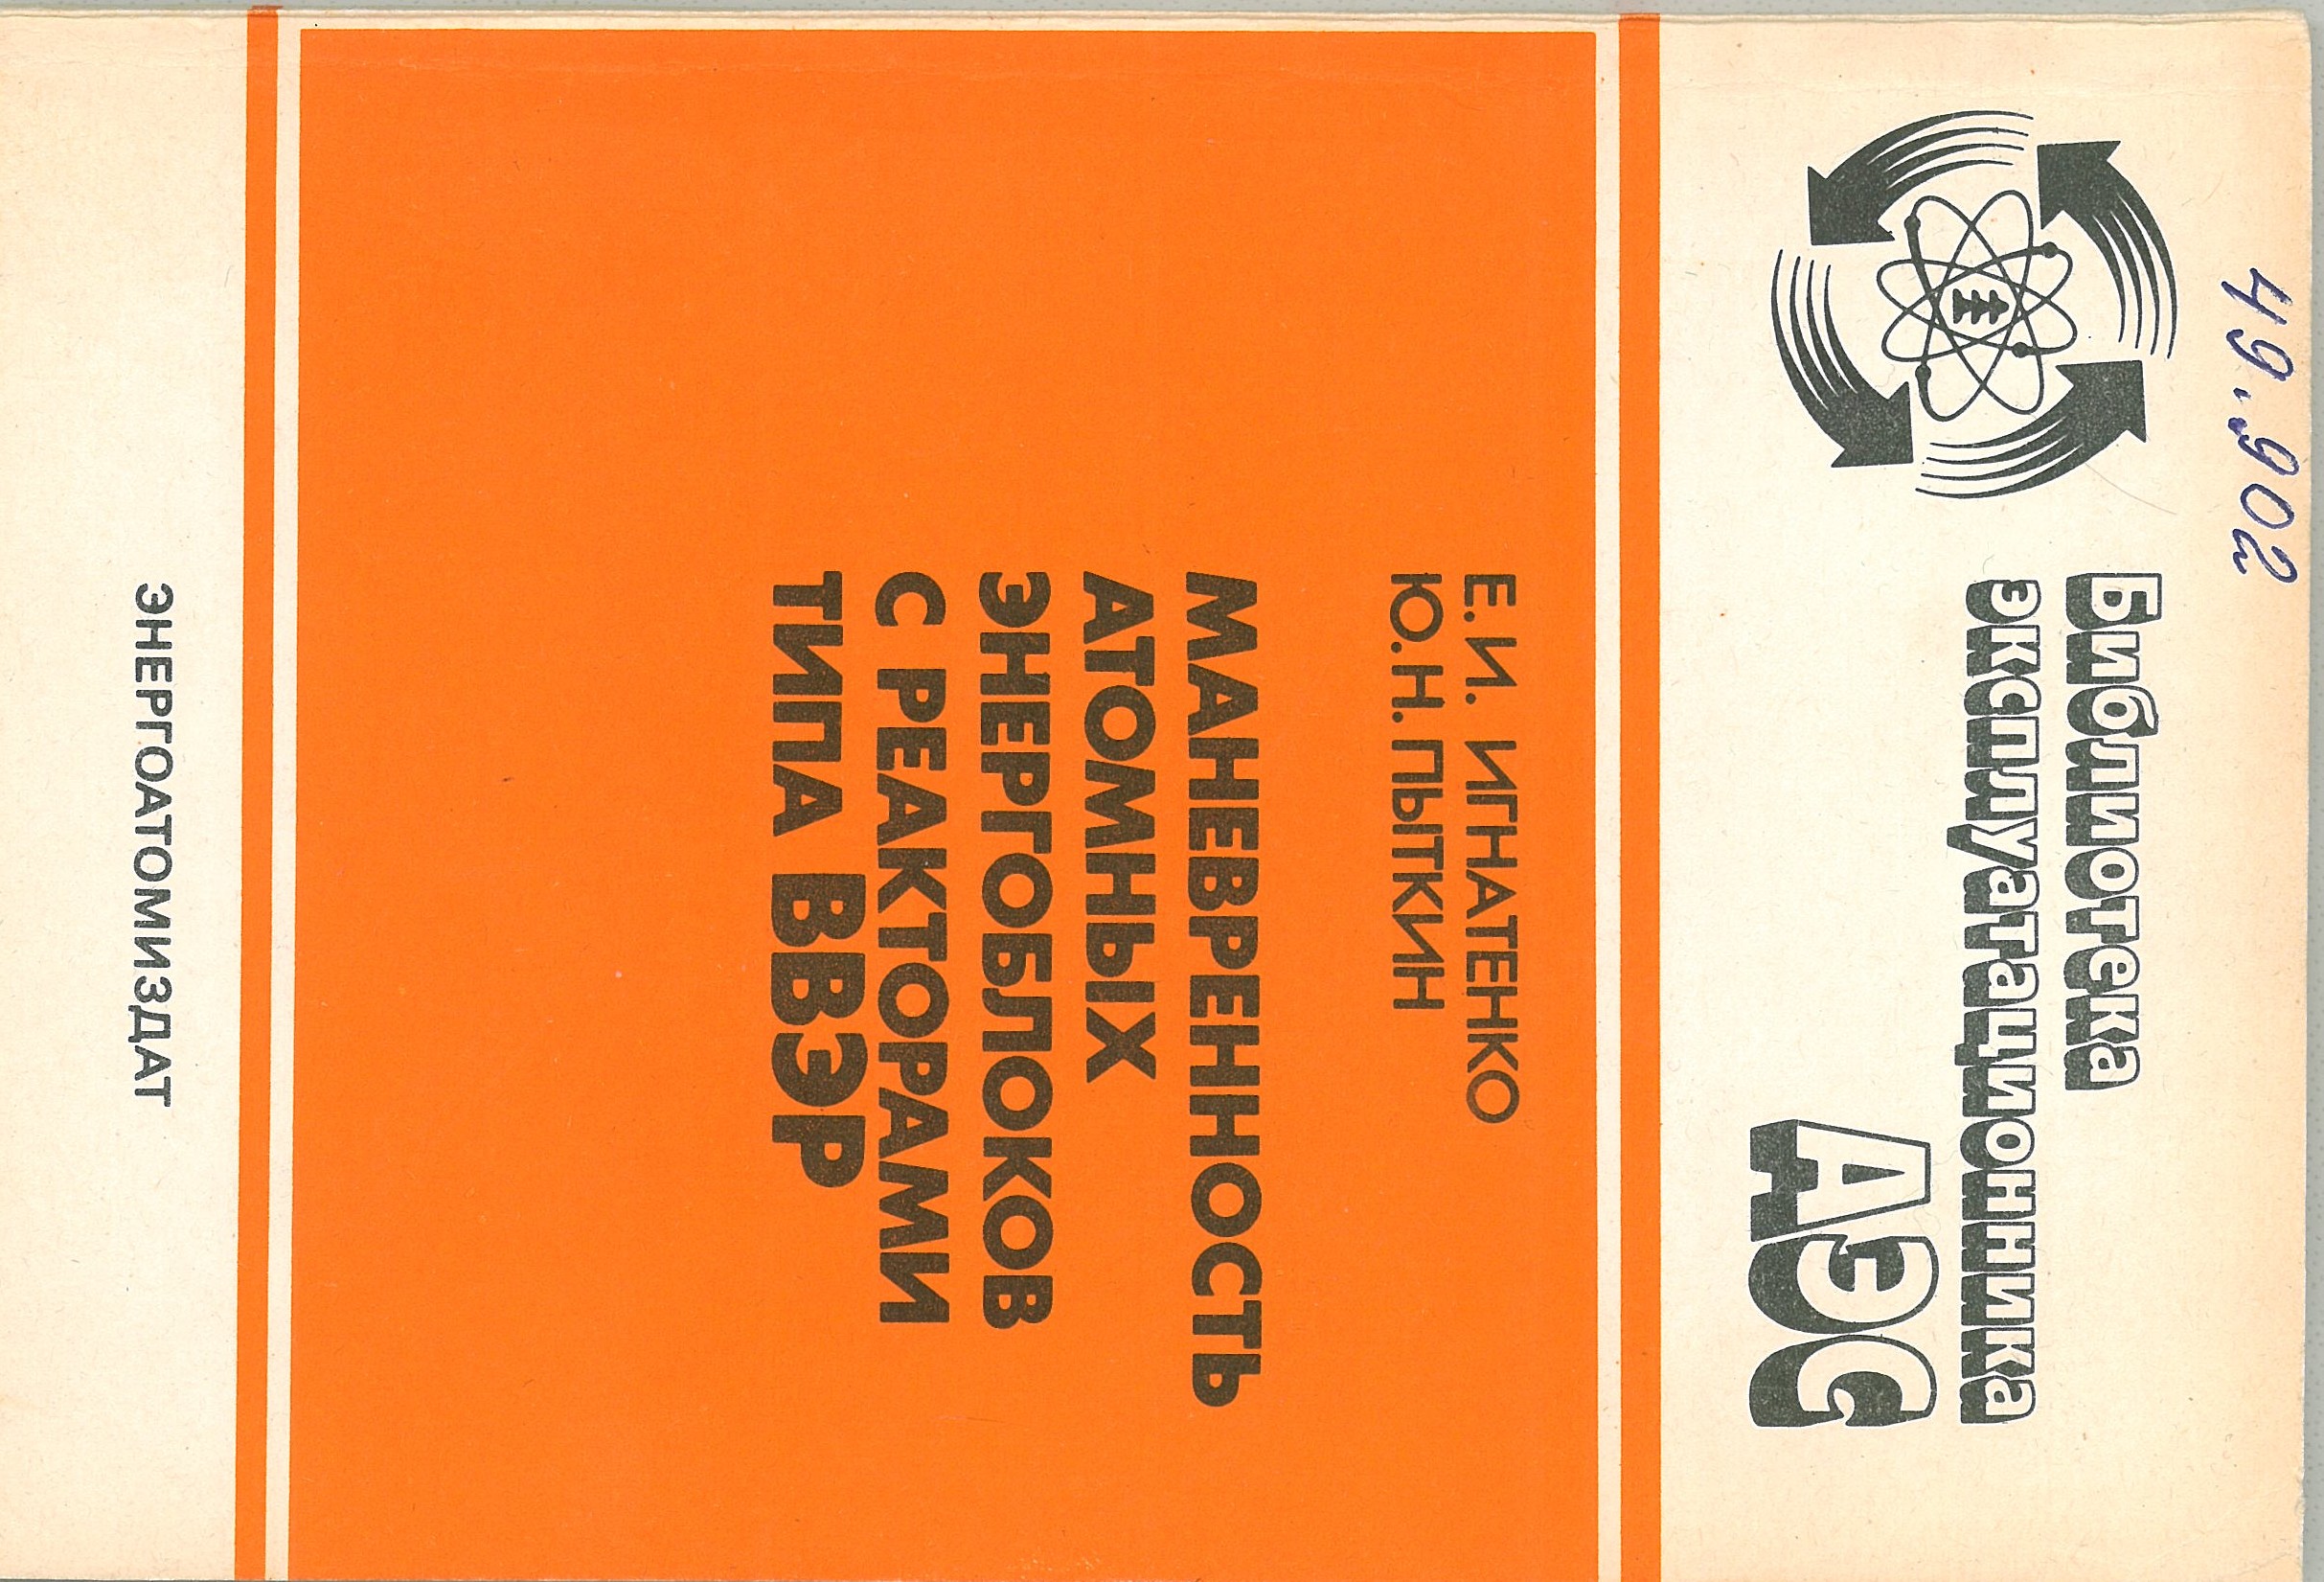 49.902
Библиотека
эксплуатационника
АЭС
Е.И. ИГНАТЕНКО
Ю.Н. ПЫТКИН
МАНЕВРЕННОСТЬ
АТОМНЫХ
ЭНЕРГОБЛОКОВ
С РЕАКТОРАМИ
ТИПА ВВЭР
ЭНЕРГОАТОМИЗДАТ